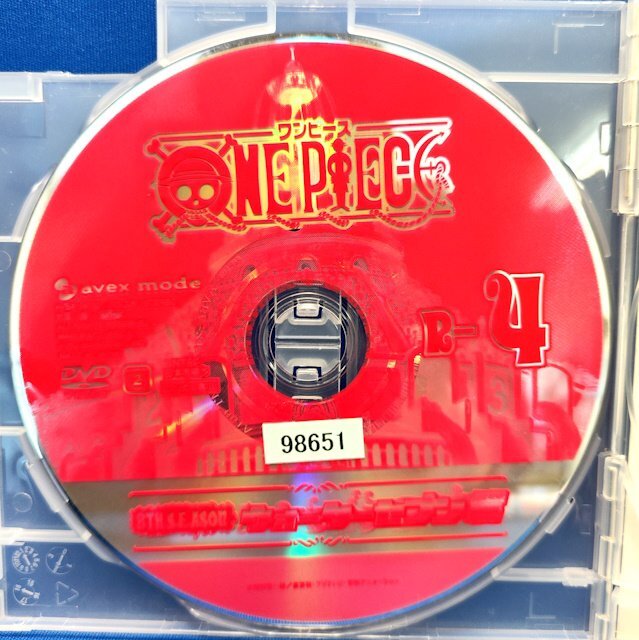 ワンピース
ONE PIECE
avex mode
R-4
DVD
2
98651
8TH SEASON ウォーターセブン篇